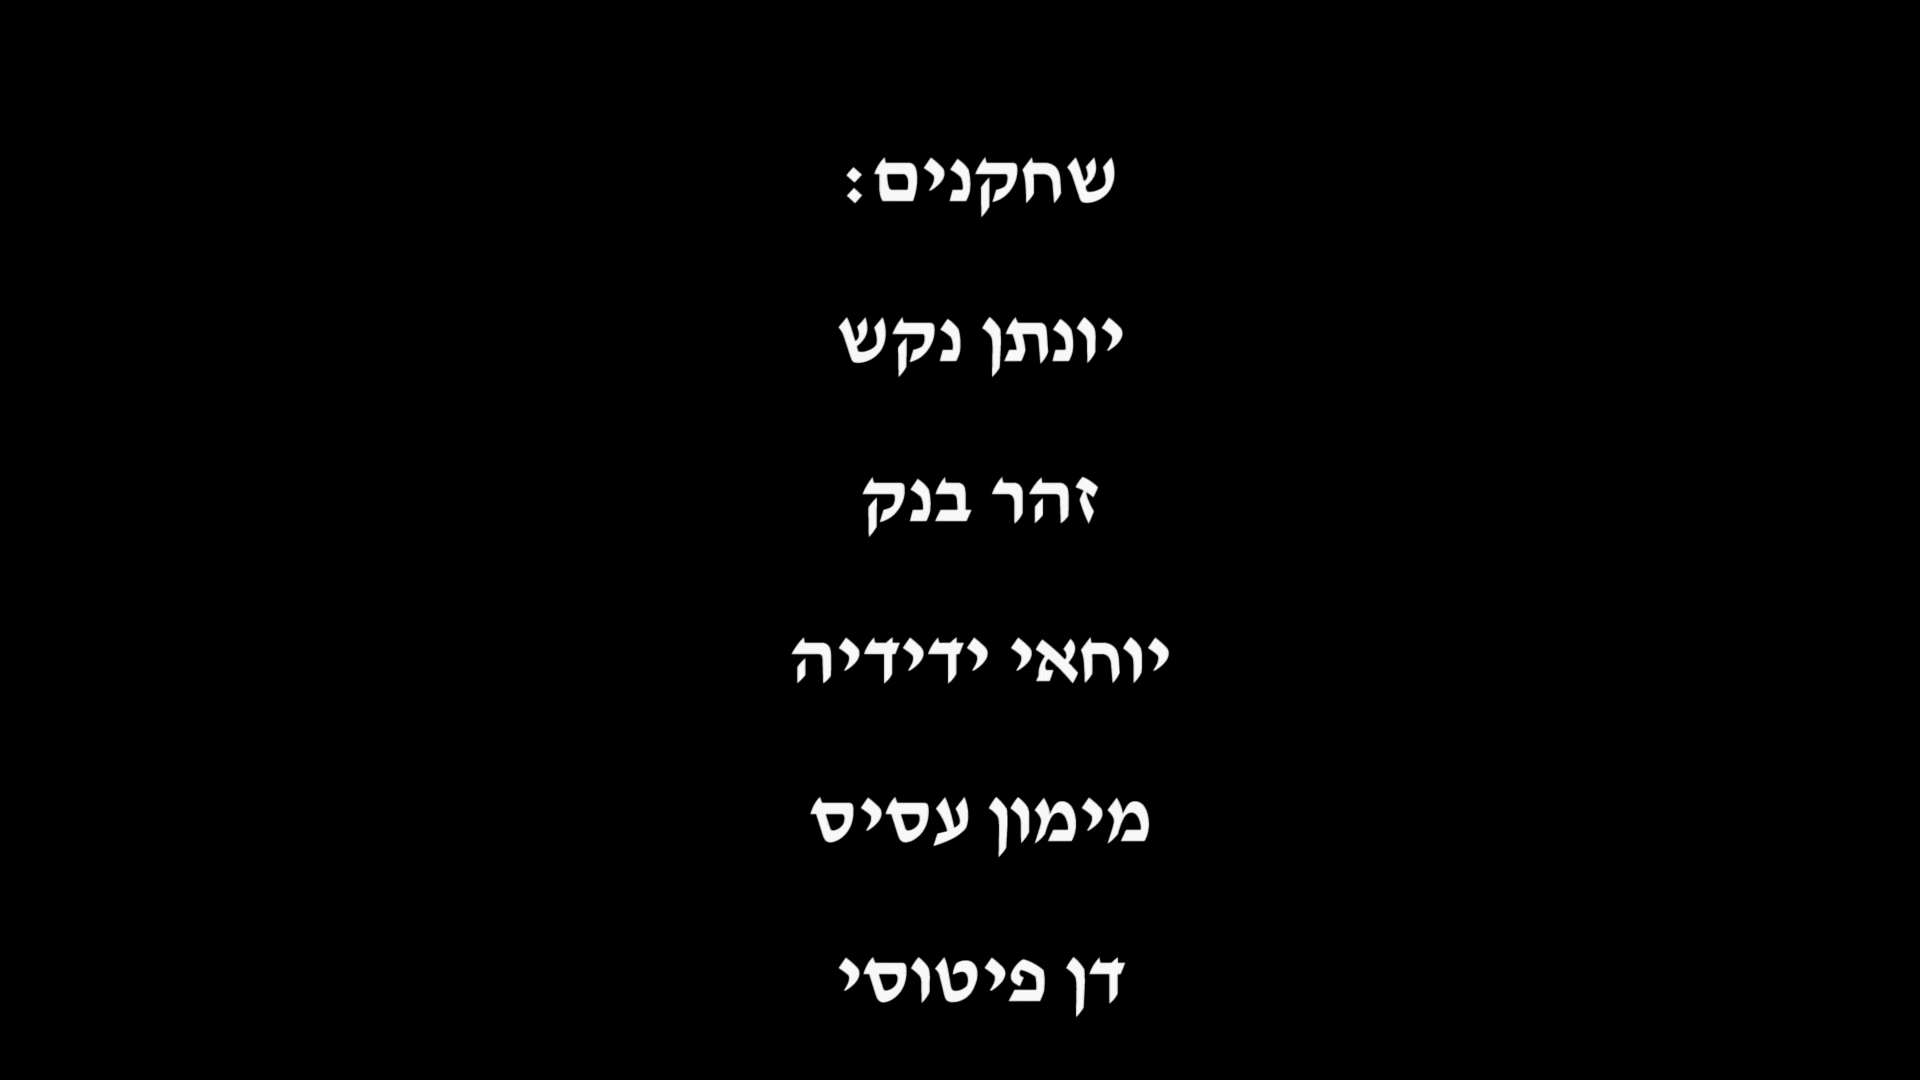 שחקנים:
יונתן נקש
זהר בנק
יוחאי ידידיה
מימון עסיס
דן פיטוסי